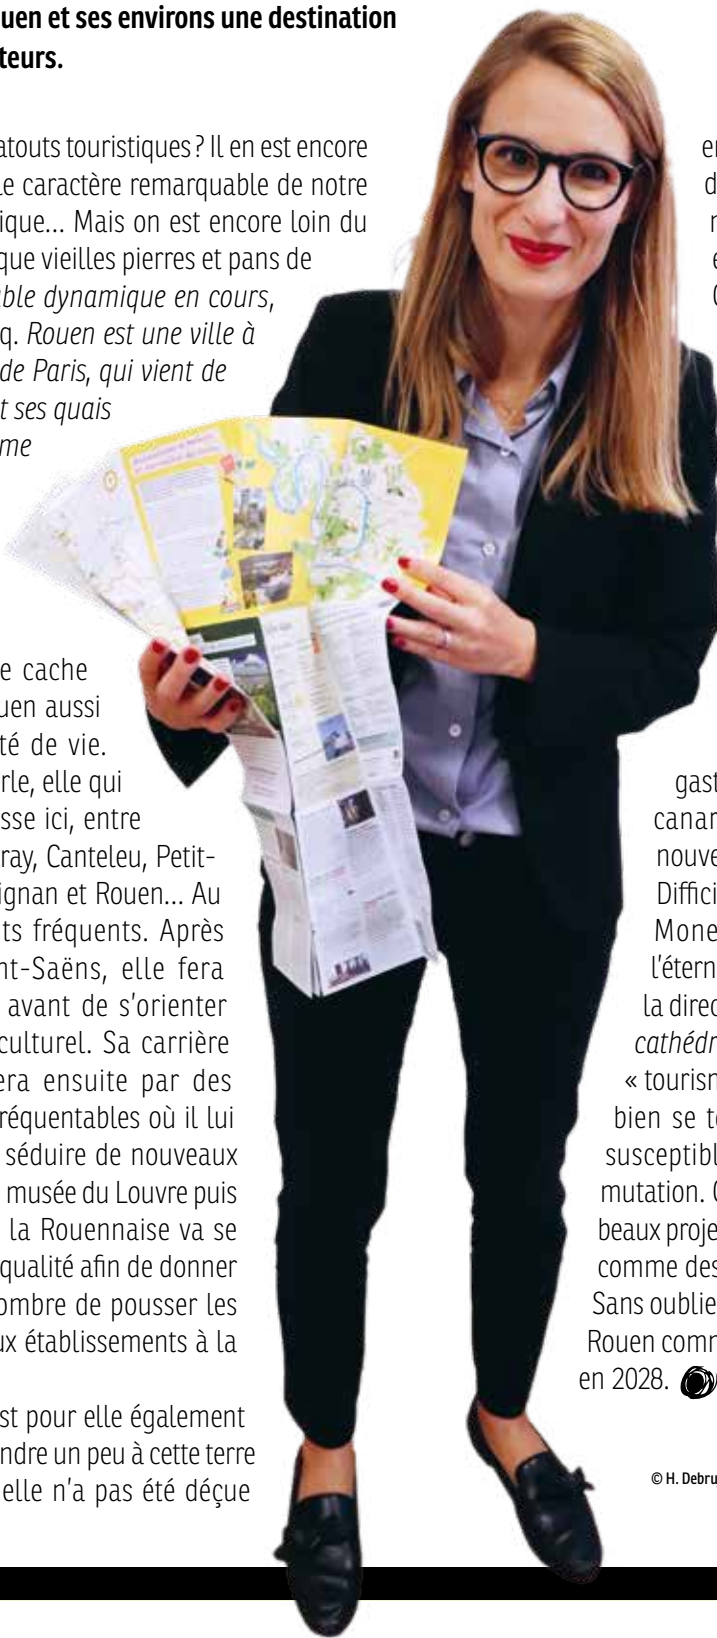 uen et ses environs une destination
teurs.
atouts touristiques ? Il en est encore
le caractère remarquable de notre
ique... Mais on est encore loin du
que vieilles pierres et pans de
ble dynamique en cours,
q. Rouen est une ville à
de Paris, qui vient de
t ses quais
me
e cache
uen aussi
té de vie.
rle, elle qui
sse ici, entre
ray, Canteleu, Petit-
ignan et Rouen... Au
ts fréquents. Après
nt-Saëns, elle fera
avant de s'orienter
culturel. Sa carrière
era ensuite par des
réquentables où il lui
séduire de nouveaux
musée du Louvre puis
la Rouennaise va se
qualité afin de donner
ombre de pousser les
ux établissements à la
st pour elle également
ndre un peu à cette terre
elle n'a pas été déçue
er
d
r
e
gast
canar
nouve
Diffici
Mone
l'étern
la direc
cathédr
« tourism
bien se t
susceptibl
mutation. C
beaux proje
comme des
Sans oublie
Rouen comm
en 2028.
© H. Debru